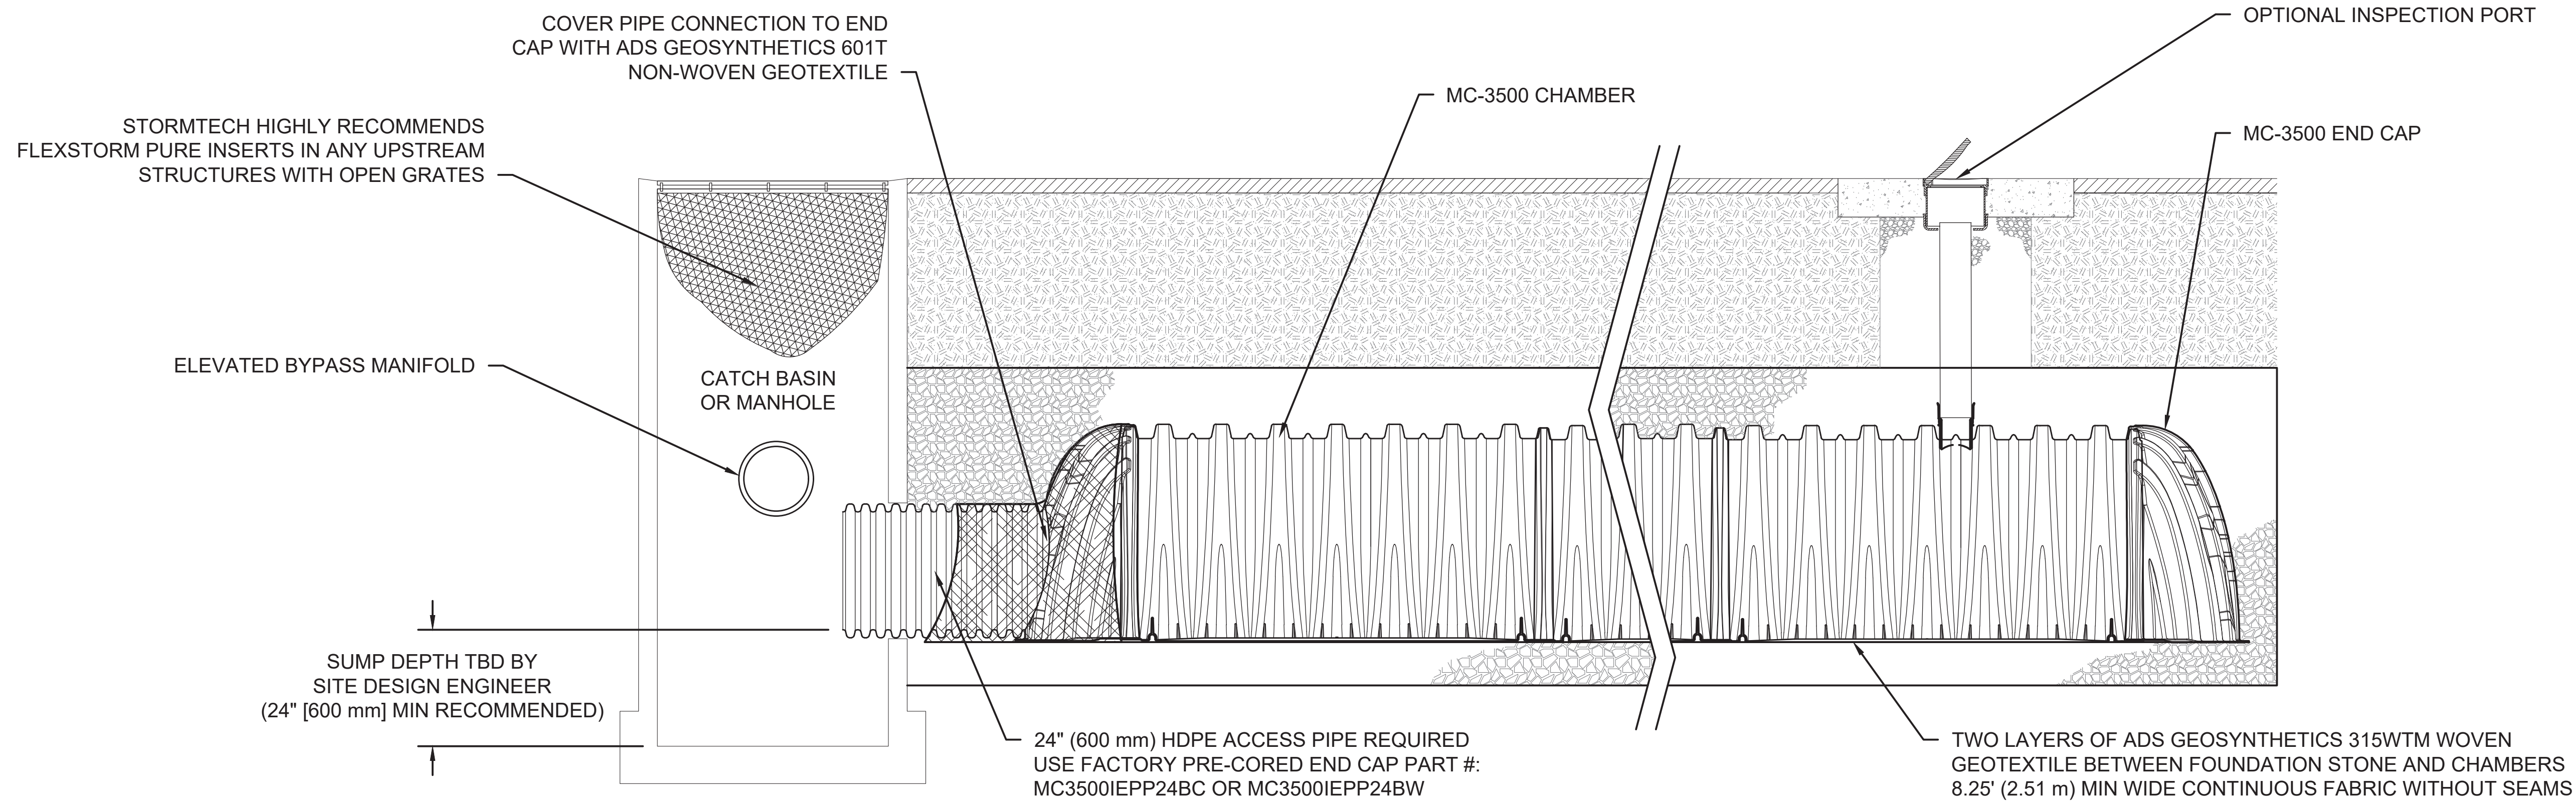 COVER PIPE CONNECTION TO END
CAP WITH ADS GEOSYNTHETICS 601T
NON-WOVEN GEOTEXTILE
OPTIONAL INSPECTION PORT
MC-3500 CHAMBER
MC-3500 END CAP
STORMTECH HIGHLY RECOMMENDS
FLEXSTORM PURE INSERTS IN ANY UPSTREAM
STRUCTURES WITH OPEN GRATES
ELEVATED BYPASS MANIFOLD
CATCH BASIN
OR MANHOLE
SUMP DEPTH TBD BY
SITE DESIGN ENGINEER
(24" [600 mm] MIN RECOMMENDED)
24" (600 mm) HDPE ACCESS PIPE REQUIRED
USE FACTORY PRE-CORED END CAP PART #:
MC3500IEPP24BC OR MC3500IEPP24BW
TWO LAYERS OF ADS GEOSYNTHETICS 315WTM WOVEN
GEOTEXTILE BETWEEN FOUNDATION STONE AND CHAMBERS
8.25' (2.51 m) MIN WIDE CONTINUOUS FABRIC WITHOUT SEAMS